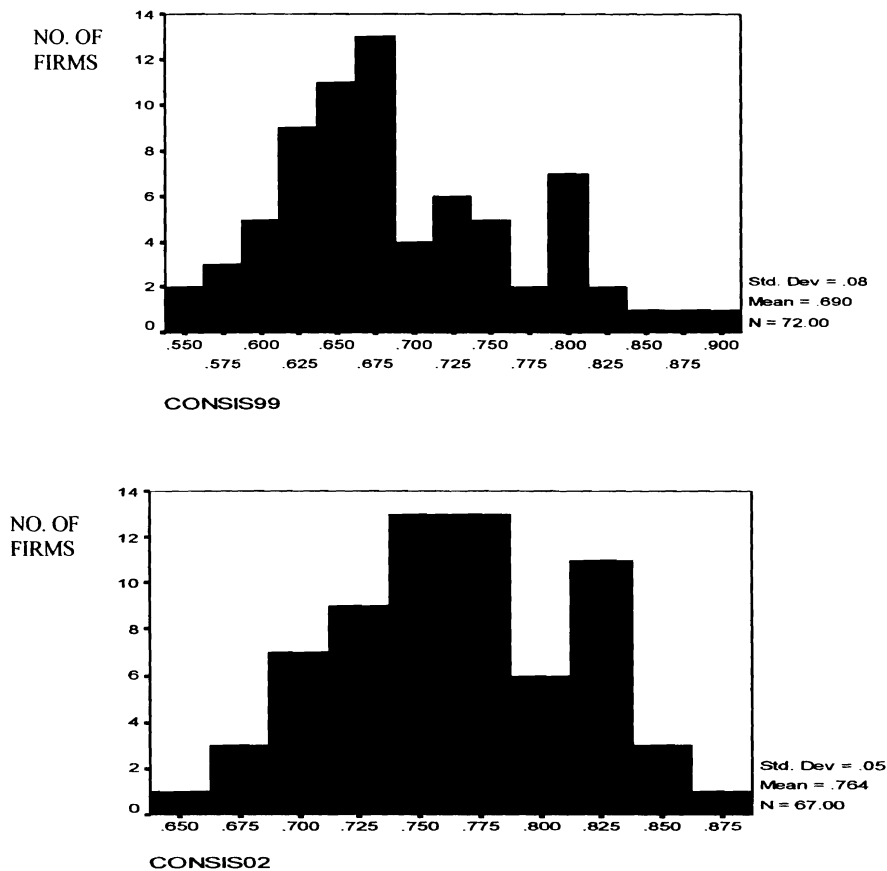 NO. OF
FIRMS
14
12
10
8
6
4
2
0
.550 .600 .650 .700 .750 .800 .850 .900
.575 .625 .675 .725 .775 .825 .875
Std. Dev = .08
Mean = .690
N = 72.00
CONSIS99
NO. OF
FIRMS
14
12
10
8
6
4
2
0
.650 .675 .700 .725 .750 .775 .800 .825 .850 .875
Std. Dev = .05
Mean = .764
N = 67.00
CONSIS02